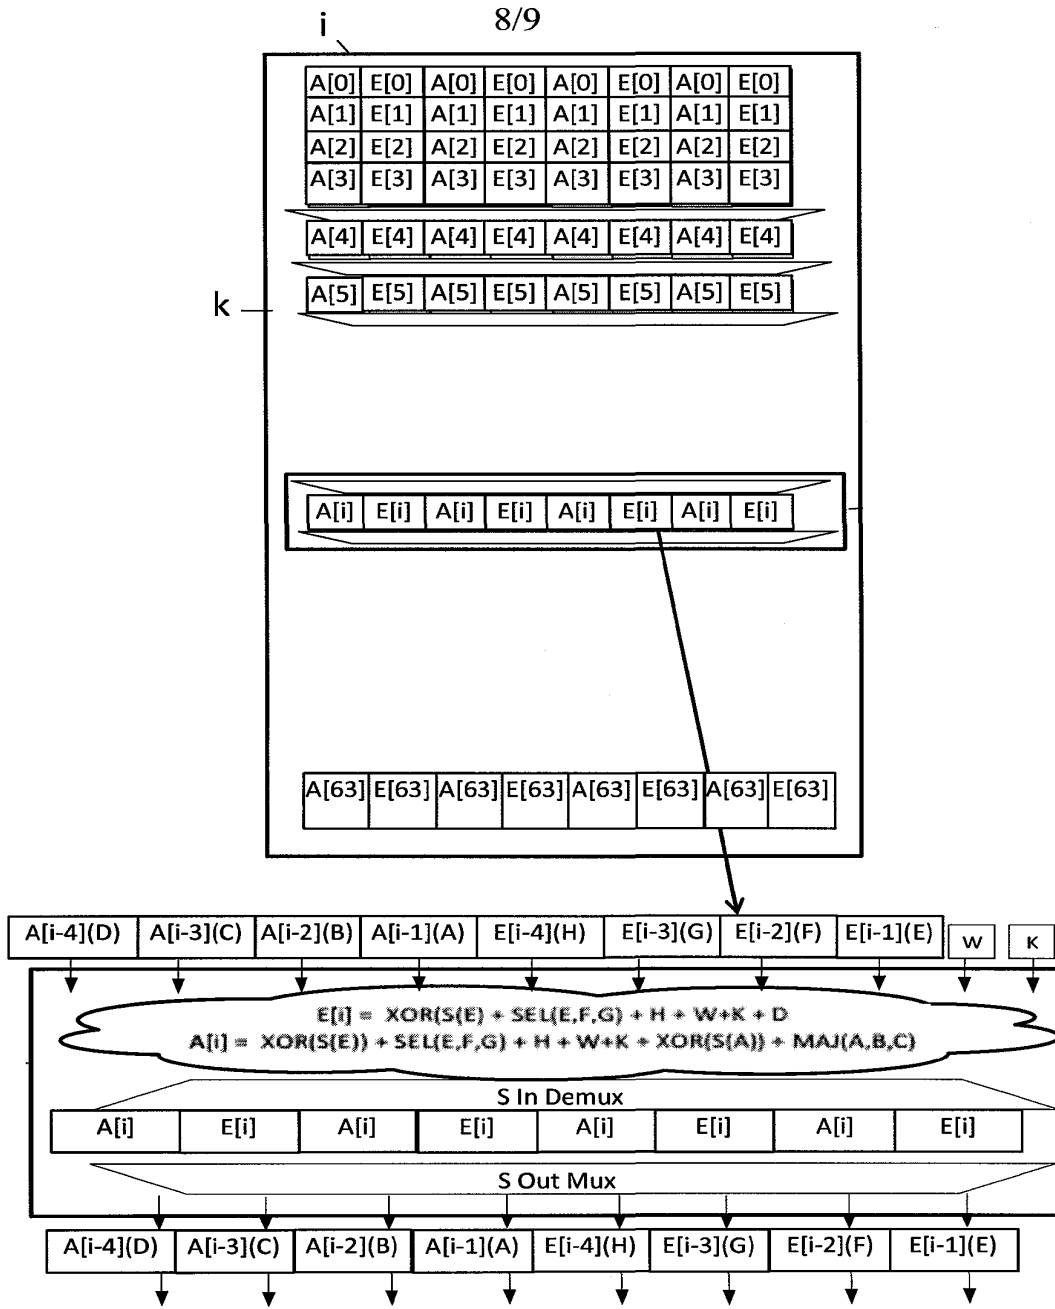 8/9
i
A[0] E[0] A[0] E[0] A[0] E[0] A[0] E[0]
A[1] E[1] A[1] E[1] A[1] E[1] A[1] E[1]
A[2] E[2] A[2] E[2] A[2] E[2] A[2] E[2]
A[3] E[3] A[3] E[3] A[3] E[3] A[3] E[3]
A[4] E[4] A[4] E[4] A[4] E[4] A[4] E[4]
k
A[5] E[5] A[5] E[5] A[5] E[5] A[5] E[5]
A[i] E[i] A[i] E[i] A[i] E[i] A[i] E[i]
A[63] E[63] A[63] E[63] A[63] E[63] A[63] E[63]
A[i-4](D) A[i-3](C) A[i-2](B) A[i-1](A) E[i-4](H) E[i-3](G) E[i-2](F) E[i-1](E) W K
E[i] = XOR(S(E) + SEL(E,F,G) + H + W+K + D
A[i] = XOR(S(E)) + SEL(E,F,G) + H + W+K + XOR(S(A)) + MAJ(A,B,C)
S In Demux
A[i] E[i] A[i] E[i] A[i] E[i] A[i] E[i]
S Out Mux
A[i-4](D) A[i-3](C) A[i-2](B) A[i-1](A) E[i-4](H) E[i-3](G) E[i-2](F) E[i-1](E)